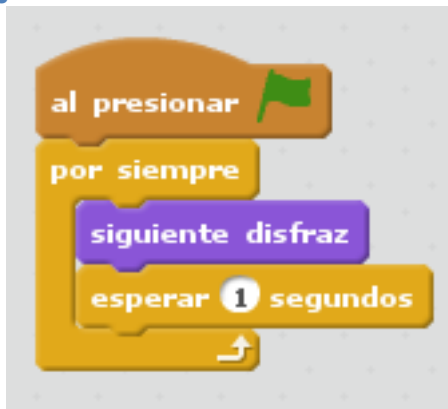 al presionar
por siempre
siguiente disfraz
esperar 1 segundos